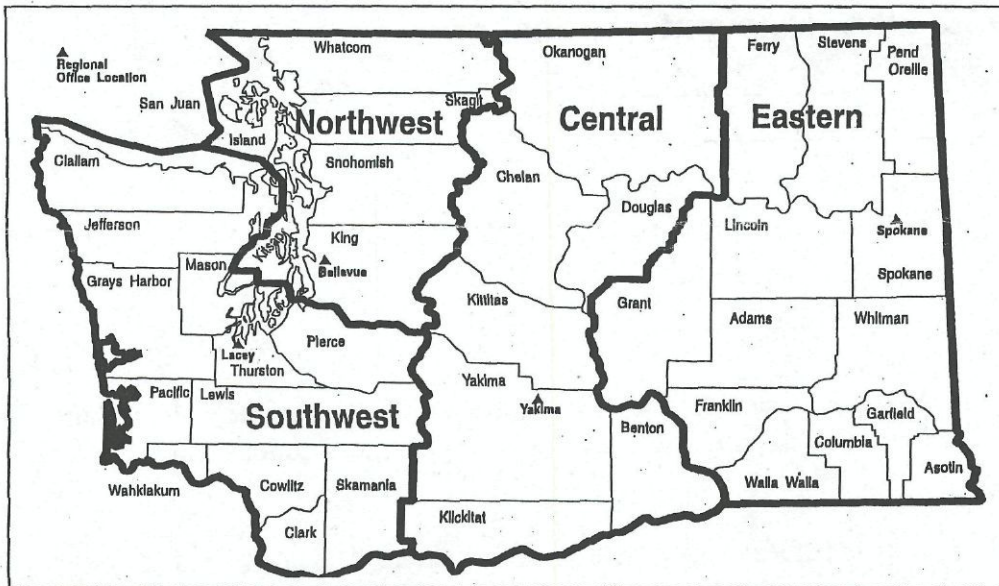 Regional
Office Location
Whatcom
Okanogan
Ferry
Stevens
Pend
Oreille
San Juan
Skagit
Island
Northwest
Central
Eastern
Clallam
Snohomish
Chelan
Jefferson
Douglas
Lincoln
Spokane
Kitsap
King
Bellevue
Mason
Grays Harbor
Kittitas
Grant
Spokane
Adams
Whitman
Lacey
Thurston
Pierce
Yakima
Yakima
Pacific
Lewis
Southwest
Benton
Franklin
Garfield
Columbia
Asotin
Walla Walla
Wahkiakum
Cowlitz
Skamania
Clark
Klickitat